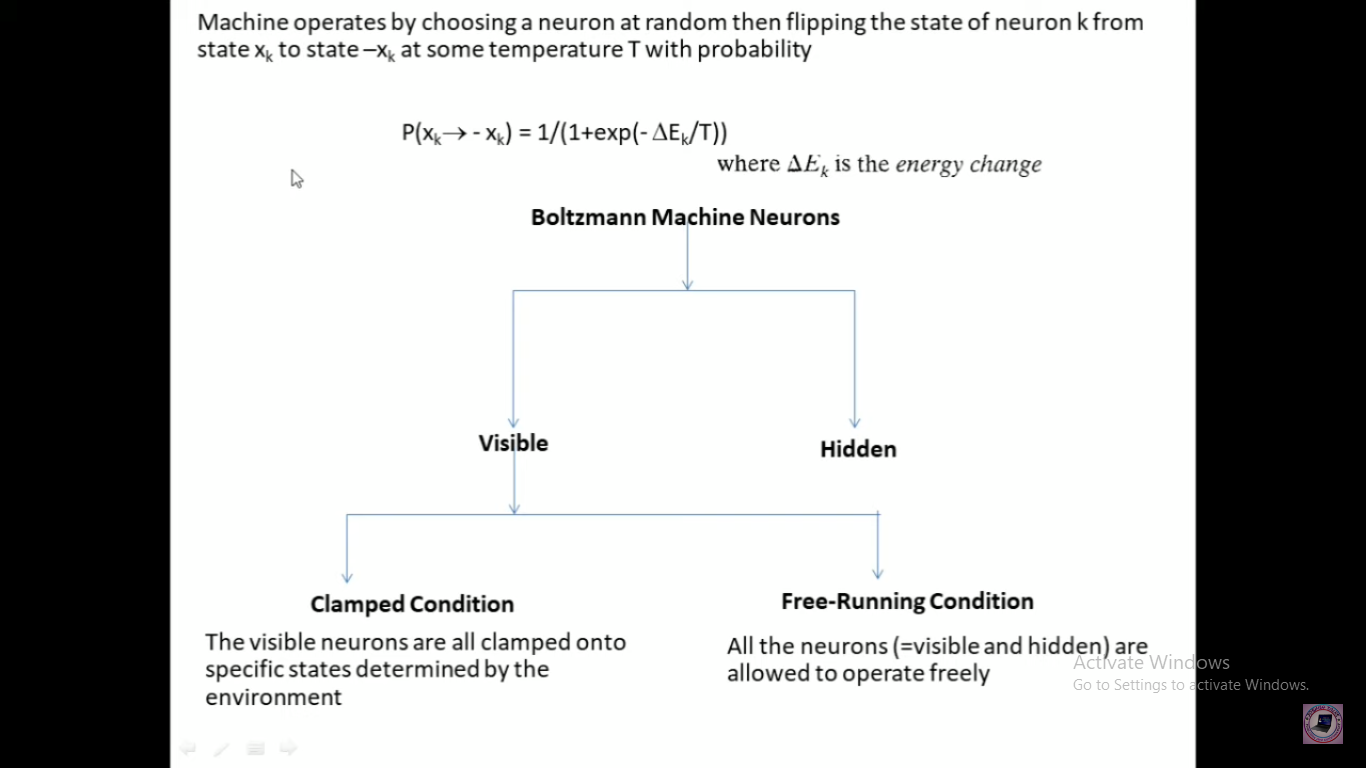 Machine operates by choosing a neuron at random then flipping the state of neuron k from
state xₖ to state –xₖ at some temperature T with probability
P(xₖ→ - xₖ) = 1/(1+exp(- ΔEₖ/T))
where ΔEₖ is the energy change
Boltzmann Machine Neurons
Visible
Hidden
Clamped Condition
The visible neurons are all clamped onto
specific states determined by the
environment
Free-Running Condition
All the neurons (=visible and hidden) are
allowed to operate freely
Activate Windows
Go to Settings to activate Windows.